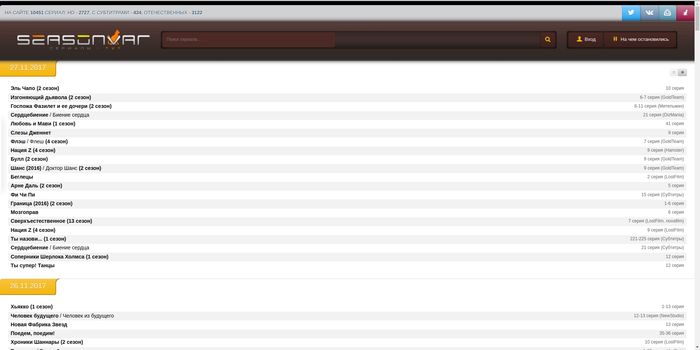 НА САЙТЕ 10451 СЕРИАЛ. HD - 2727, С СУБТИТРАМИ - 434, ОТЕЧЕСТВЕННЫХ - 3122
SEASONVAR
СЕРИАЛЫ ТУТ
Поиск сериала...
Вход
На чем остановились
27.11.2017
Эль Чапо (2 сезон) 10 серия
Изгоняющий дьявола (2 сезон) 6-7 серия (GoldTeam)
Госпожа Фазилет и ее дочери (2 сезон) 6-11 серия (Мительмен)
Сердцебиение / Биение сердца 21 серия (DizMania)
Любовь и Мави (1 сезон) 41 серия
Слезы Дженнет 9 серия
Флэш / Флеш (4 сезон) 7 серия (GoldTeam)
Нация Z (4 сезон) 9 серия (Hamster)
Булл (2 сезон) 9 серия (GoldTeam)
Шанс (2016) / Доктор Шанс (2 сезон) 9 серия (GoldTeam)
Беглецы 2 серия (LostFilm)
Арне Даль (2 сезон) 5 серия
Фи Чи Пи 15 серия (Субтитры)
Граница (2016) (2 сезон) 1-6 серия
Мозгоправ 6 серия
Сверхъестественное (13 сезон) 7 серия (LostFilm, novafilm)
Нация Z (4 сезон) 9 серия (LostFilm)
Ты назови... (1 сезон) 221-225 серия (Субтитры)
Сердцебиение / Биение сердца 21 серия (Субтитры)
Соперники Шерлока Холмса (1 сезон) 12 серия
Ты супер! Танцы 12 серия
26.11.2017
Хьякко (1 сезон) 1-13 серия
Человек будущего / Человек из будущего 12-13 серия (NewStudio)
Новая Фабрика Звезд 13 серия
Поедем, поедим! 35-36 серия
Хроники Шаннары (2 сезон) 10 серия (LostFilm)